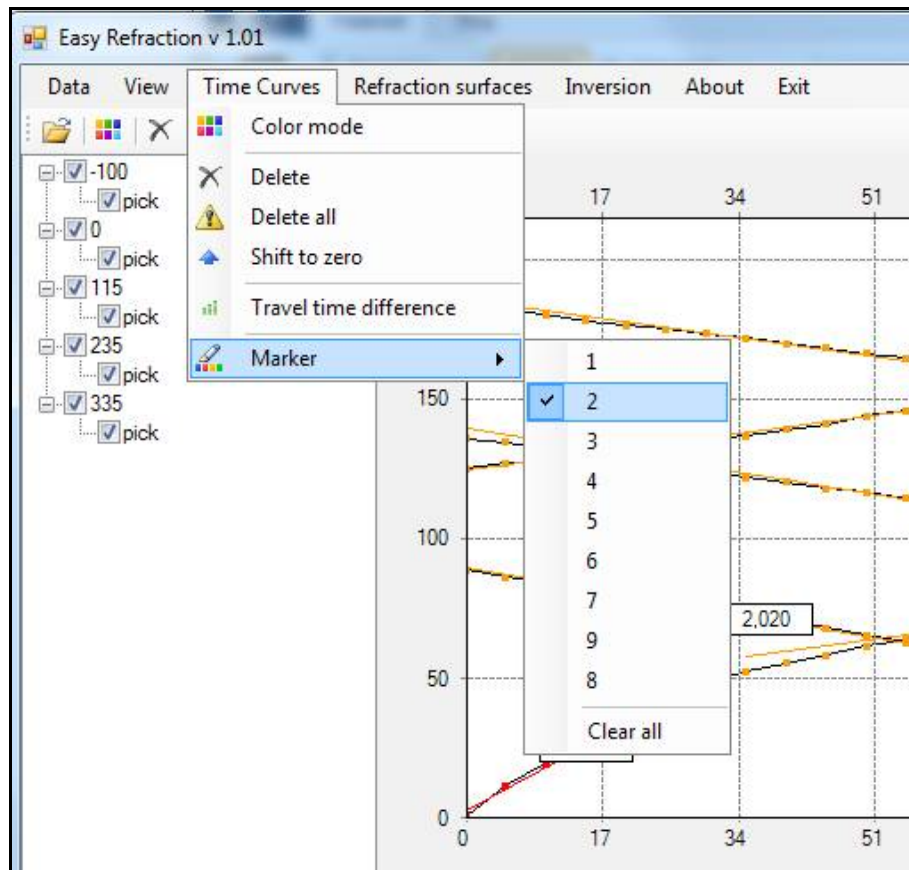 Easy Refraction v 1.01
Data View Time Curves Refraction surfaces Inversion About Exit
Color mode
Delete
Delete all
Shift to zero
Travel time difference
Marker
1
2
3
4
5
6
7
9
8
Clear all
-100
pick
0
pick
115
pick
235
pick
335
pick
17 34 51
150
100
50
0
2,020
0 17 34 51